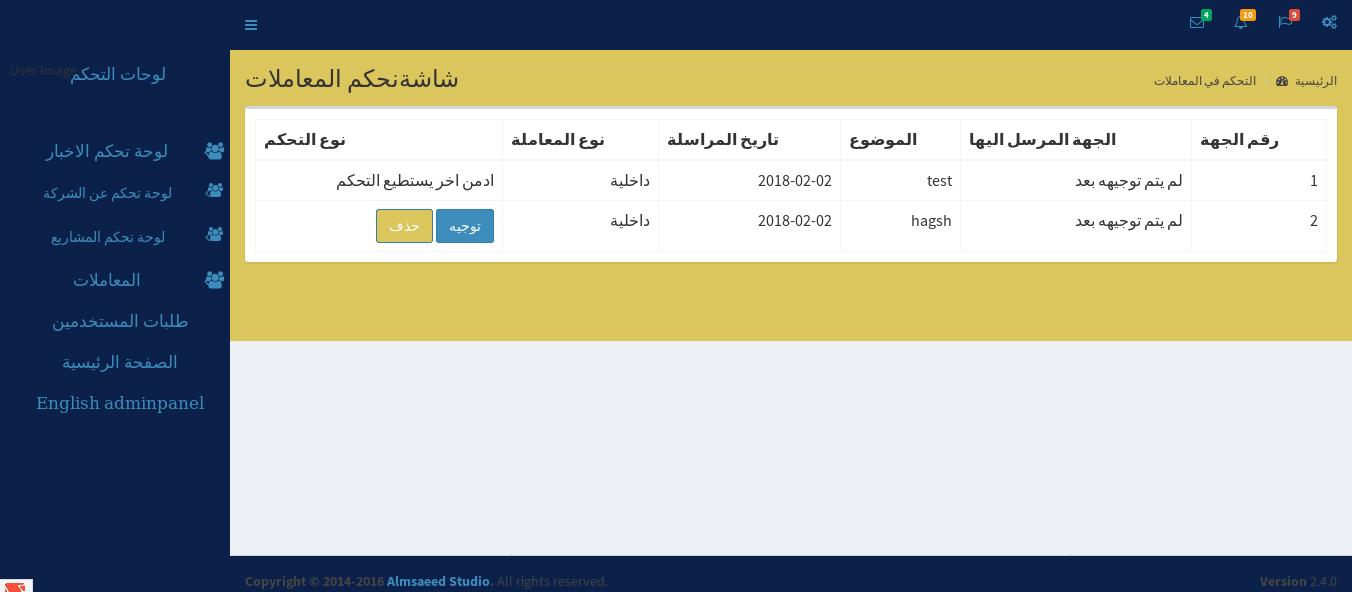 9
10
4
User Image
لوحات التحكم
لوحة تحكم الاخبار
لوحة تحكم عن الشركة
لوحة تحكم المشاريع
المعاملات
طلبات المستخدمين
الصفحة الرئيسية
English adminpanel
شاشةنحكم المعاملات
الرئيسية > التحكم في المعاملات
رقم الجهة الجهة المرسل اليها الموضوع تاريخ المراسلة نوع المعاملة نوع التحكم
1 لم يتم توجيهه بعد test 2018-02-02 داخلية ادمن اخر يستطيع التحكم
2 لم يتم توجيهه بعد hagsh 2018-02-02 داخلية توجيه حذف
Copyright © 2014-2016 Almsaeed Studio. All rights reserved.
Version 2.4.0